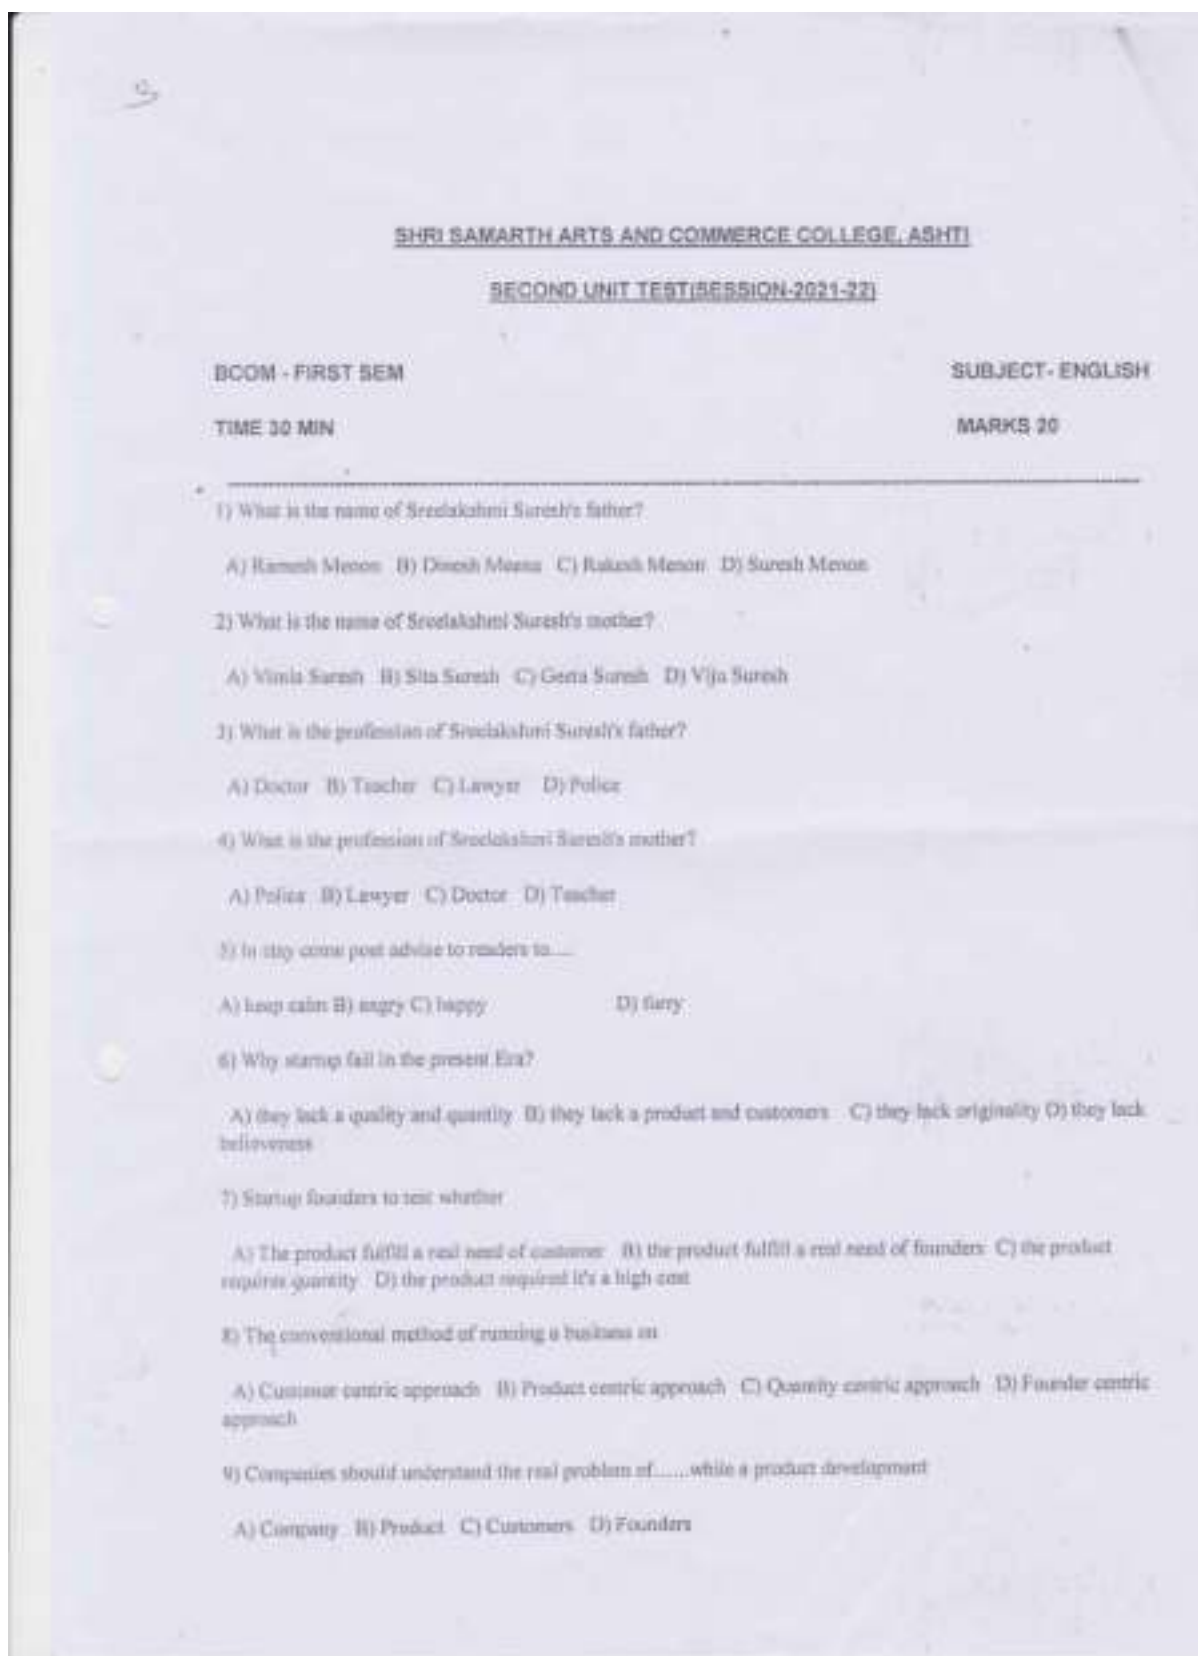 SHRI SAMARTH ARTS AND COMMERCE COLLEGE, ASHTI
SECOND UNIT TEST(SESSION-2021-22)
BCOM - FIRST SEM SUBJECT- ENGLISH
TIME 30 MIN MARKS 20
1) What is the name of Sreelakshmi Suresh's father?
A) Ramesh Menon B) Dinesh C) Rakesh Menon D) Suresh Menon
2) What is the name of Sreelakshmi Suresh's mother?
A) Vimla Suresh B) Sita Suresh C) Geeta Suresh D) Viju Suresh
3) What is the profession of Sreelakshmi Suresh's father?
A) Doctor B) Teacher C) Lawyer D) Police
4) What is the profession of Sreelakshmi Suresh's mother?
A) Police B) Lawyer C) Doctor D) Teacher
5) In stay come poet advise to readers to.....
A) keep calm B) angry C) happy D) furry
6) Why startup fail in the present Era?
A) they lack a quality and quantity B) they lack a product and customers C) they lack originality D) they lack
believeness
7) Startup founders to test whether
A) The product fulfill a real need of customer B) the product fulfill a real need of founders C) the product
requires quantity D) the product required it's a high cost
8) The conventional method of running a business on
A) Customer centric approach B) Product centric approach C) Quantity centric approach D) Founder centric
approach
9) Companies should understand the real problem of.......while a product development
A) Company B) Product C) Customers D) Founders